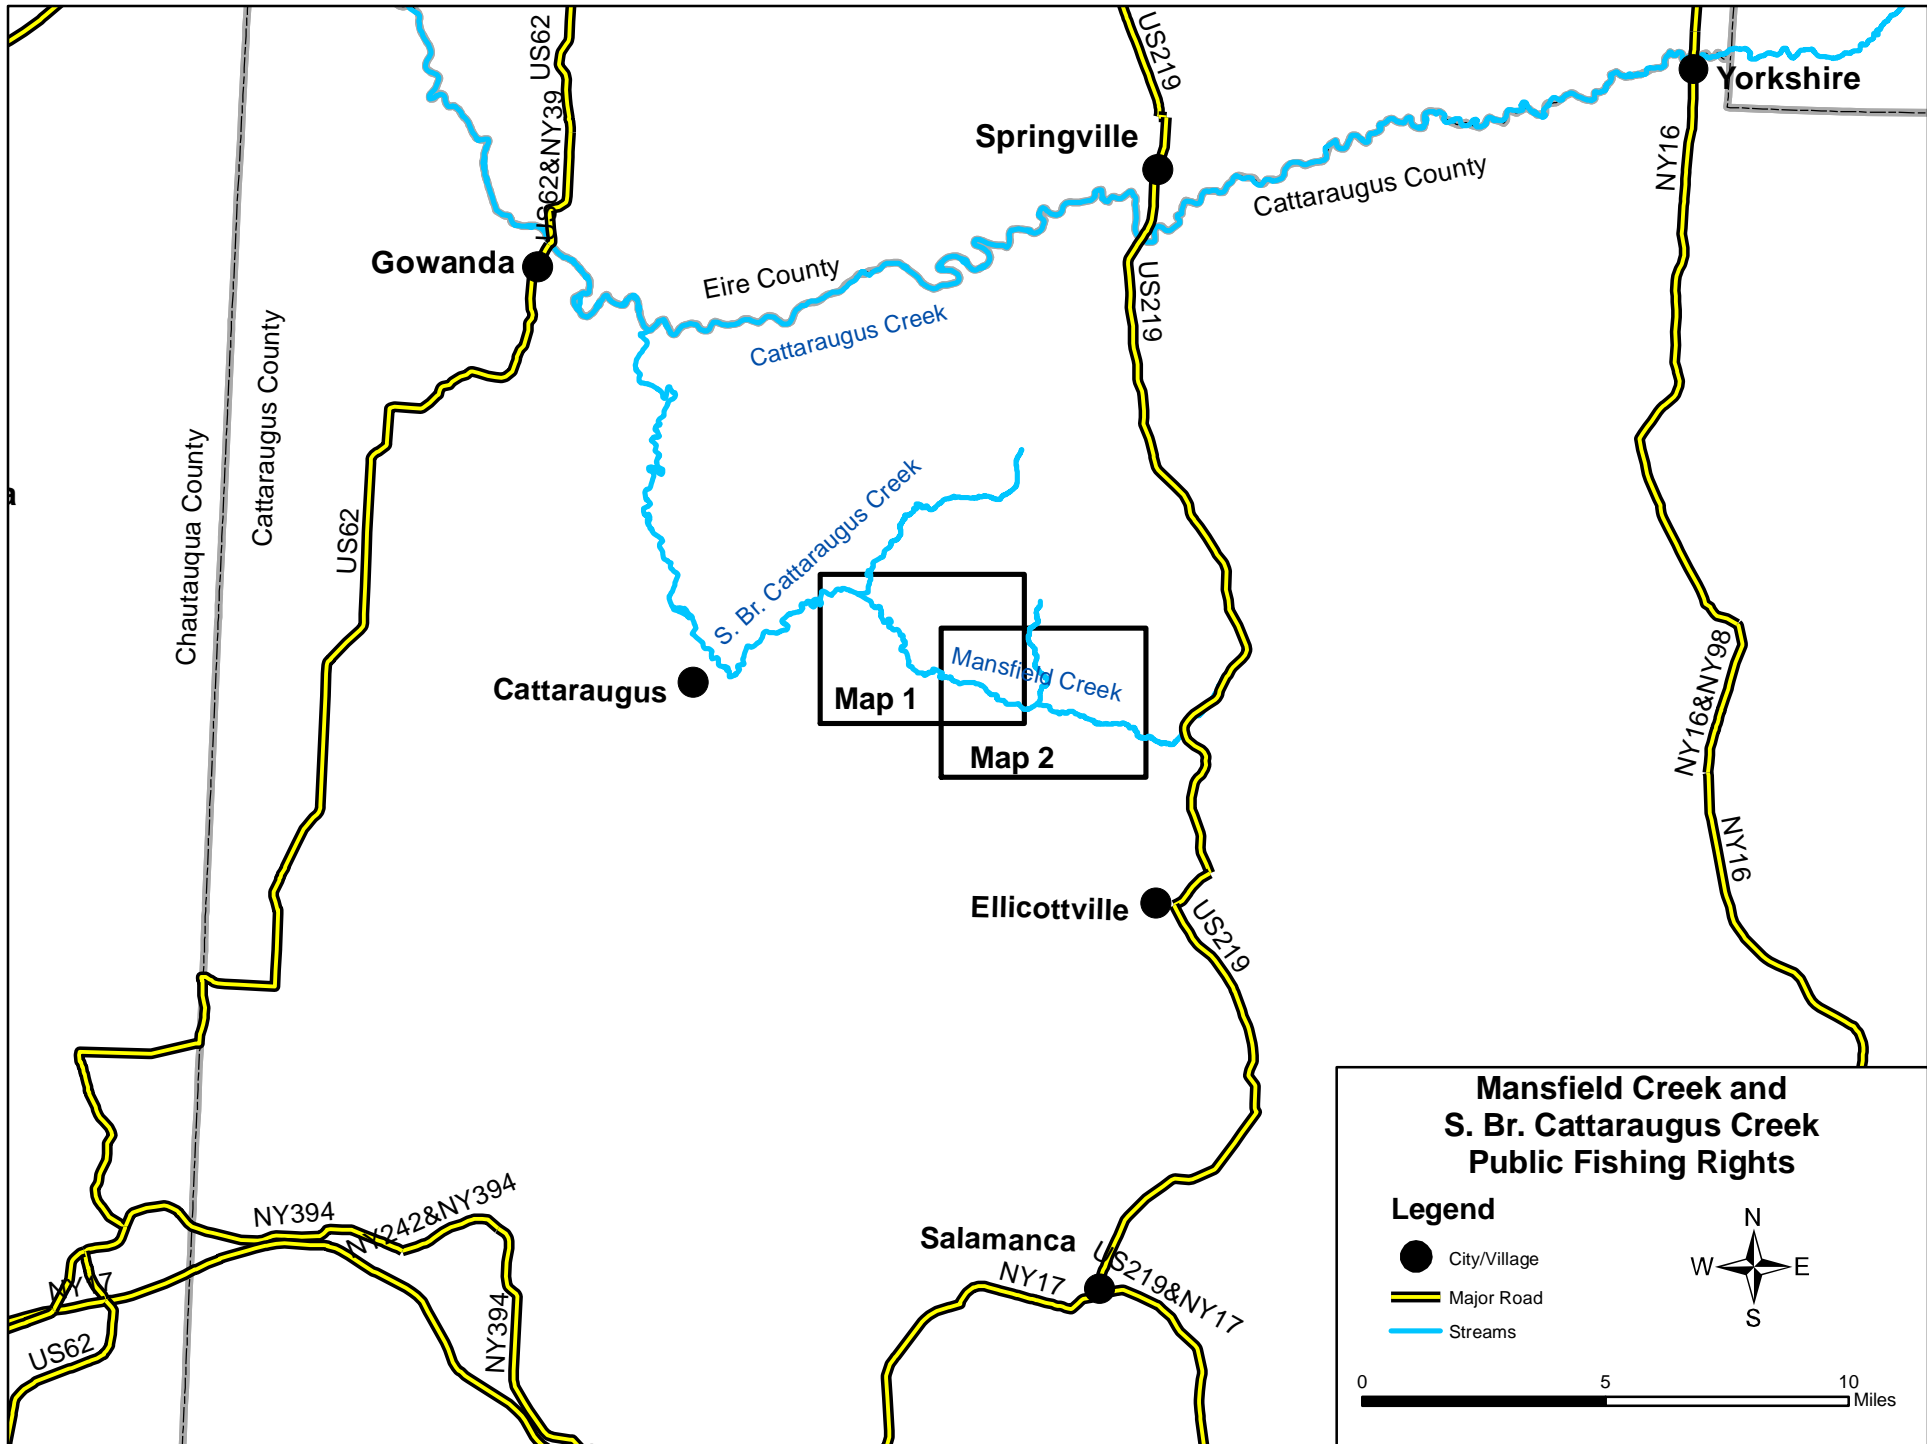 US62
US219
Yorkshire
US62&NY39
Springville
NY16
Cattaraugus County
Gowanda
Eire County
US219
Cattaraugus Creek
Chautauqua County
Cattaraugus County
US62
a
S. Br. Cattaraugus Creek
Mansfield Creek
Cattaraugus
Map 1
Map 2
NY16&NY98
NY16
Ellicottville
US219
NY394
NY242&NY394
NY17
US62
NY394
Salamanca
NY17
US219&NY17
Mansfield Creek and
S. Br. Cattaraugus Creek
Public Fishing Rights
Legend
City/Village
Major Road
Streams
N
W E
S
0 5 10
Miles